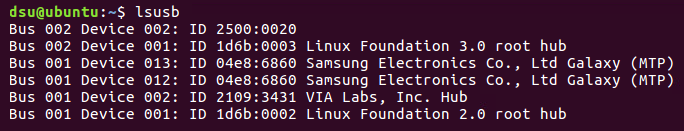 dsu@ubuntu:~$ lsusb
Bus 002 Device 002: ID 2500:0020
Bus 002 Device 001: ID 1d6b:0003 Linux Foundation 3.0 root hub
Bus 001 Device 013: ID 04e8:6860 Samsung Electronics Co., Ltd Galaxy (MTP)
Bus 001 Device 012: ID 04e8:6860 Samsung Electronics Co., Ltd Galaxy (MTP)
Bus 001 Device 002: ID 2109:3431 VIA Labs, Inc. Hub
Bus 001 Device 001: ID 1d6b:0002 Linux Foundation 2.0 root hub